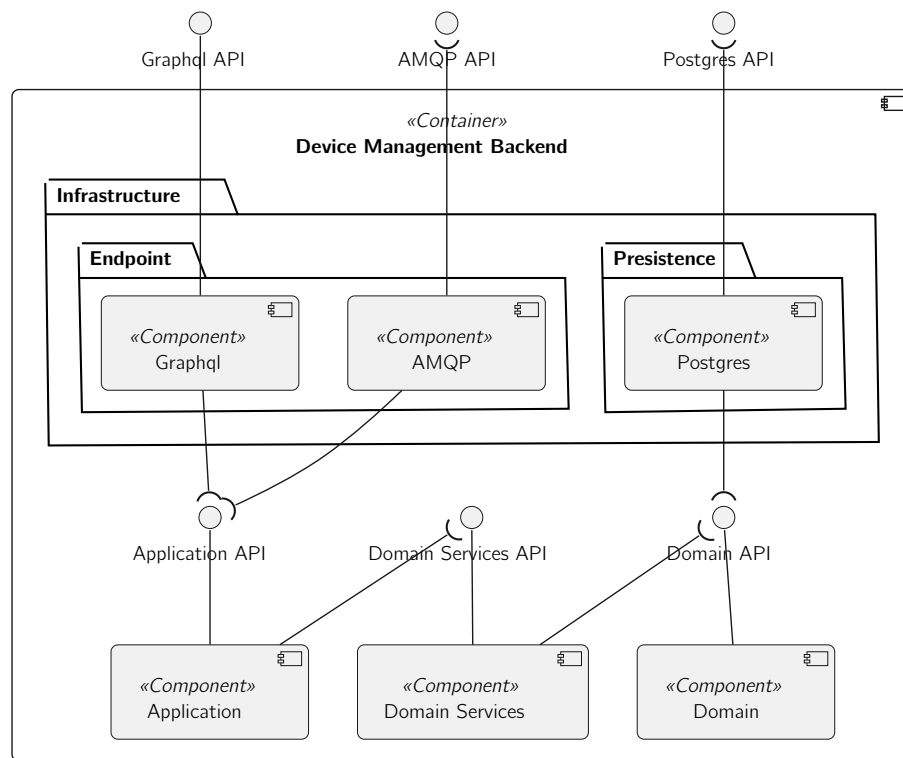 Graphql API
AMQP API
Postgres API
«Container»
Device Management Backend
Infrastructure
Endpoint
Presistence
«Component»
Graphql
«Component»
AMQP
«Component»
Postgres
Application API
Domain Services API
Domain API
«Component»
Application
«Component»
Domain Services
«Component»
Domain